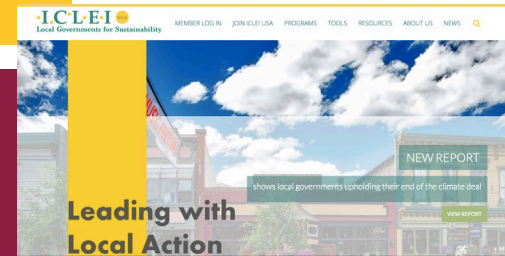 I.C.L.E.I USA
Local Governments for Sustainability
MEMBER LOG IN JOIN ICLEI USA PROGRAMS TOOLS RESOURCES ABOUT US NEWS
NEW REPORT
shows local governments upholding their end of the climate deal
VIEW REPORT
Leading with
Local Action